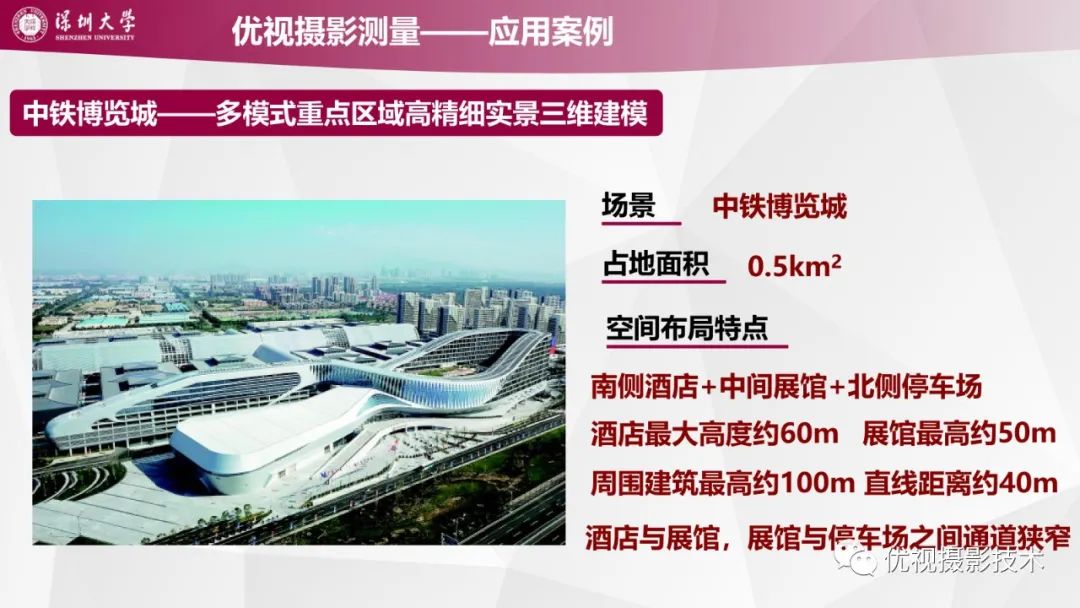 深圳大学
SHENZHEN UNIVERSITY
优视摄影测量——应用案例
中铁博览城——多模式重点区域高精细实景三维建模
场景 中铁博览城
占地面积 0.5km²
空间布局特点
南侧酒店+中间展馆+北侧停车场
酒店最大高度约60m 展馆最高约50m
周围建筑最高约100m 直线距离约40m
酒店与展馆，展馆与停车场之间通道狭窄
优视摄影技术